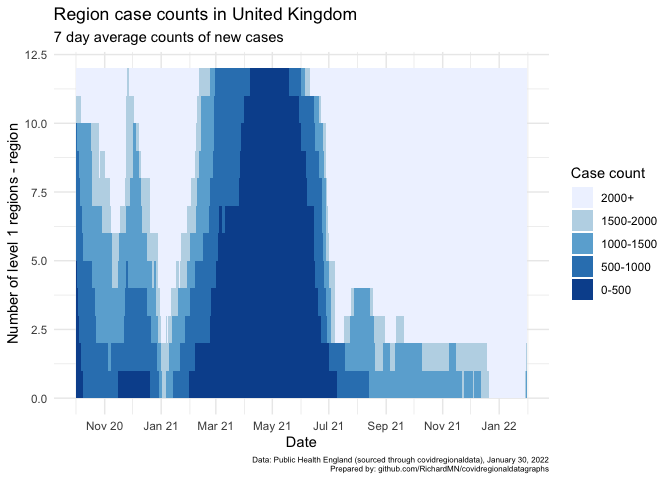 Region case counts in United Kingdom
7 day average counts of new cases
Number of level 1 regions - region
12.5
10.0
7.5
5.0
2.5
0.0
Nov 20 Jan 21 Mar 21 May 21 Jul 21 Sep 21 Nov 21 Jan 22
Date
Case count
2000+
1500-2000
1000-1500
500-1000
0-500
Data: Public Health England (sourced through covidregionaldata), January 30, 2022
Prepared by: github.com/RichardMN/covidregionaldatagraphs